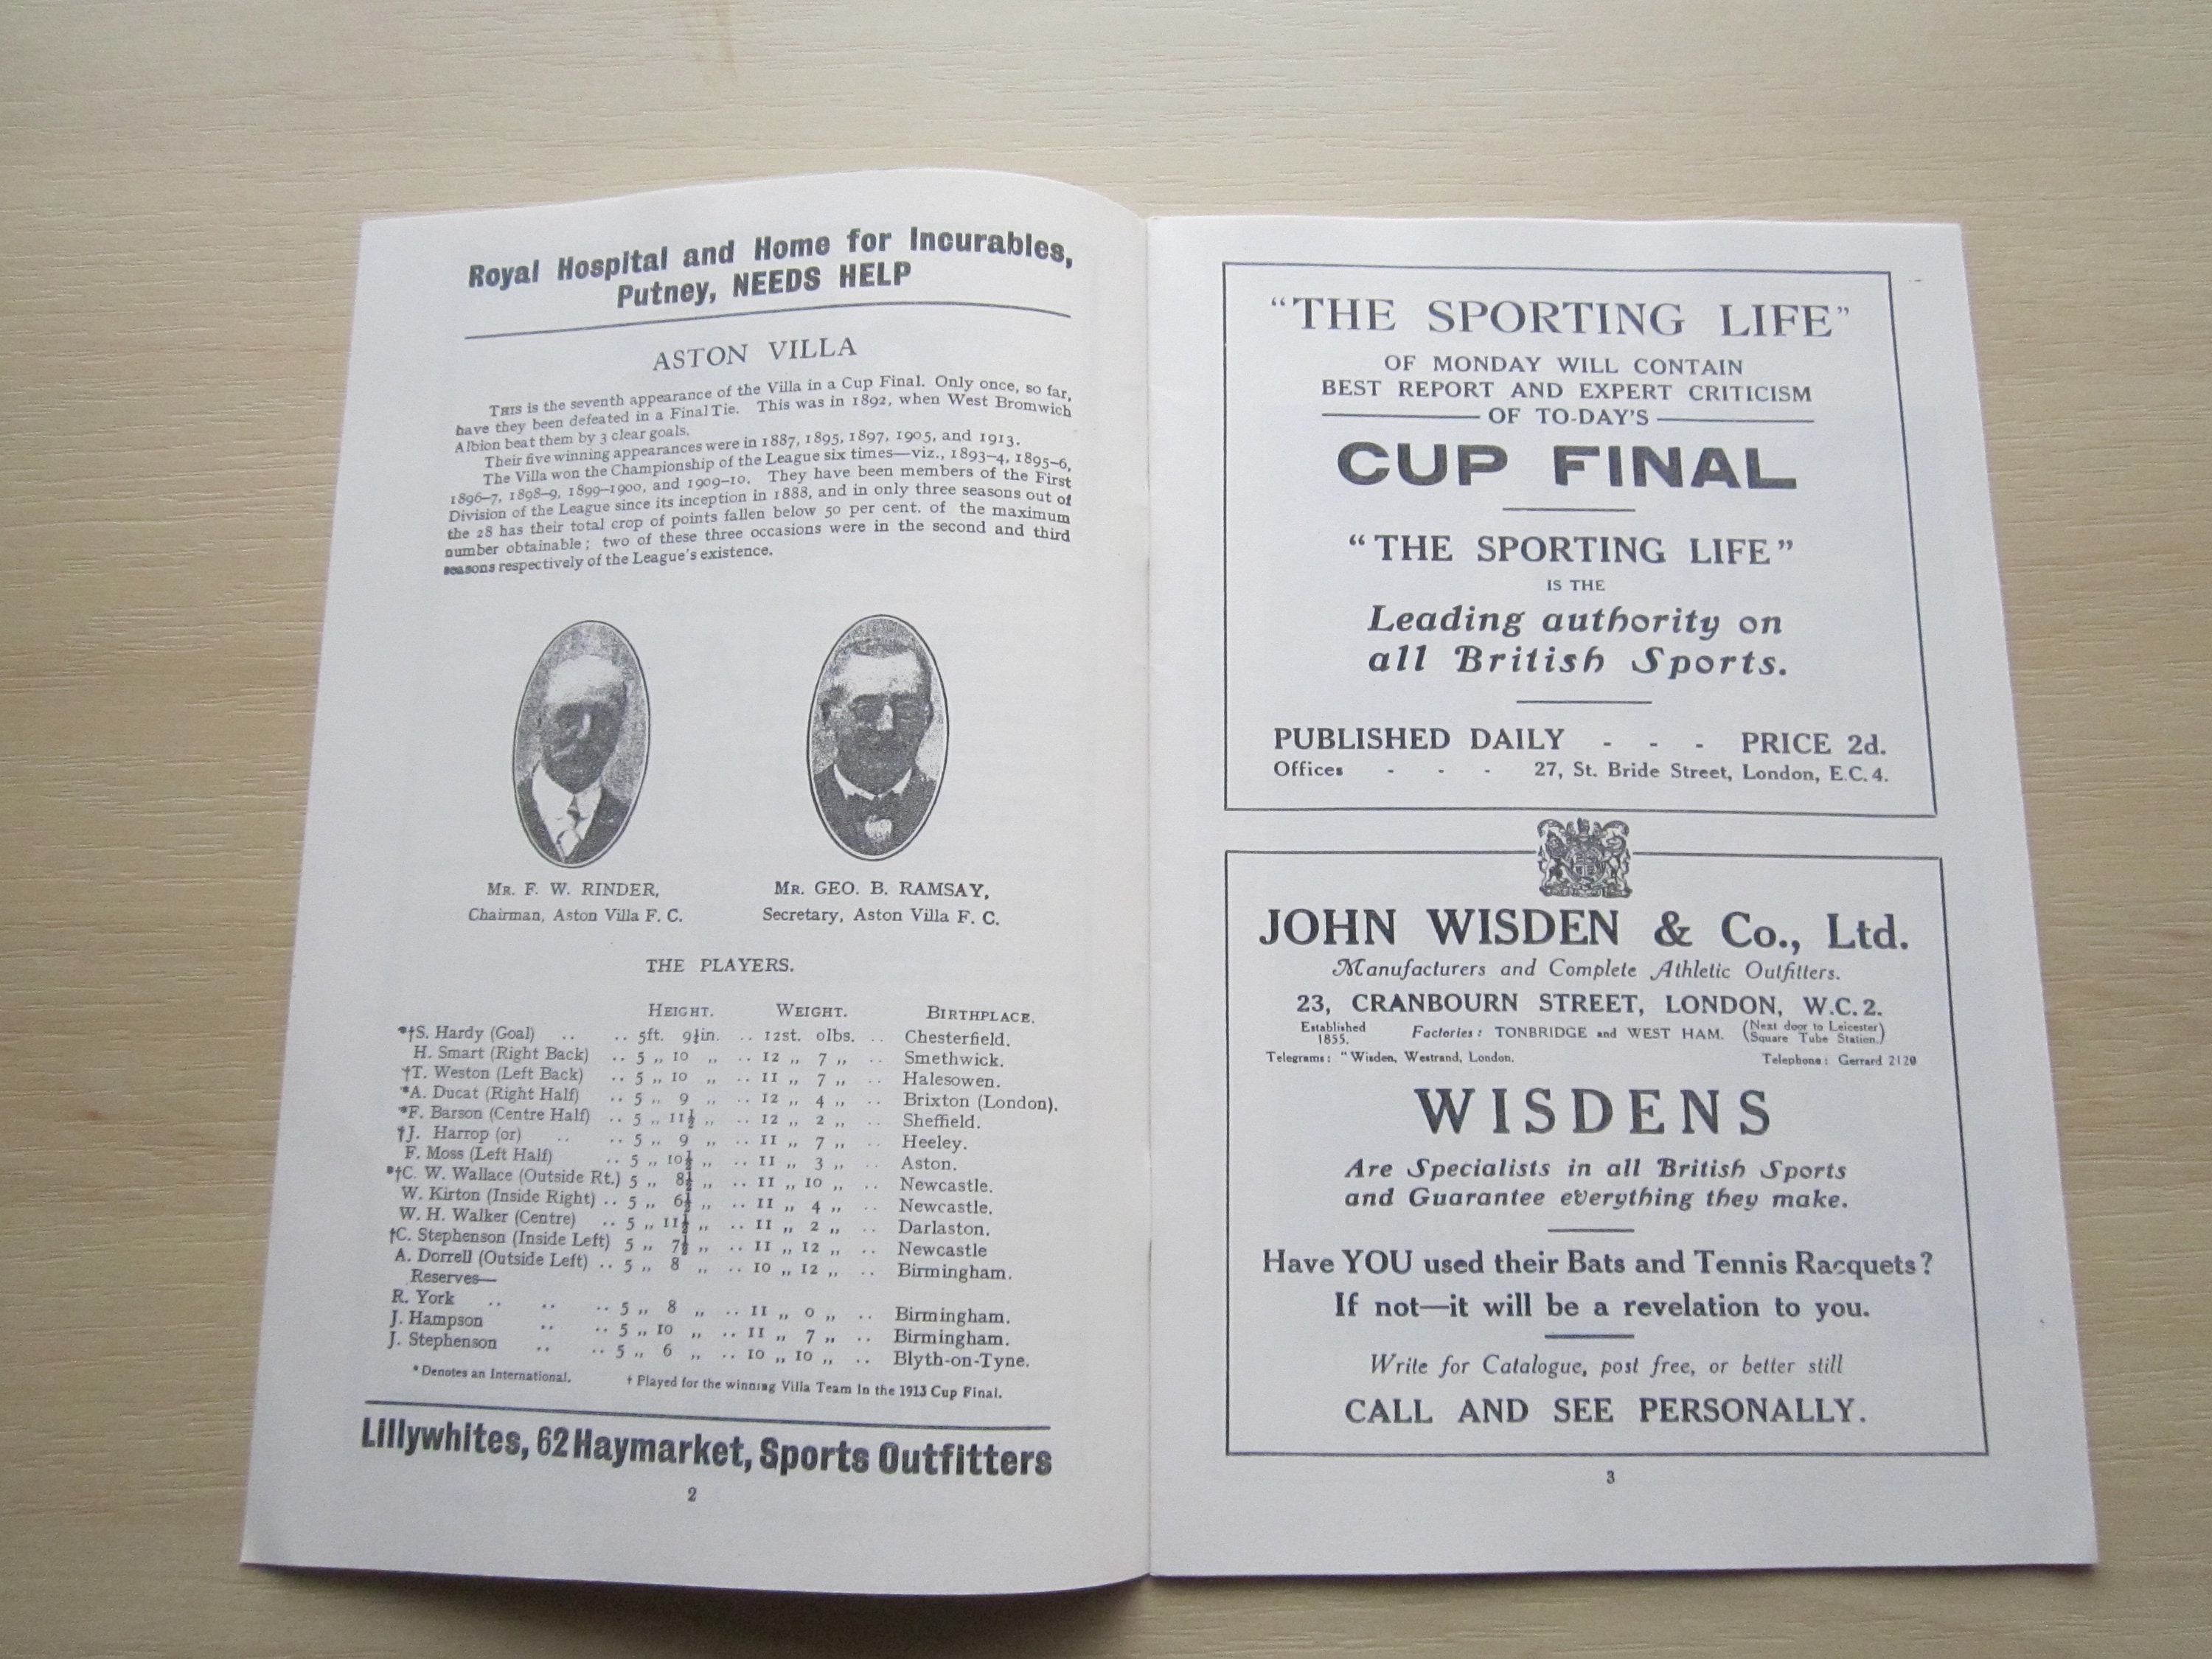 Royal Hospital and Home for Incurables,
Putney, NEEDS HELP
ASTON VILLA
THIS is the seventh appearance of the Villa in a Cup Final. Only once, so far,
have they been defeated in a Final Tie. This was in 1892, when West Bromwich
Albion beat them by 3 clear goals.
Their five winning appearances were in 1887, 1895, 1897, 1905, and 1913.
The Villa won the Championship of the League six times—viz., 1893-4, 1895-6,
1896-7, 1898-9, 1899-1900, and 1909-10. They have been members of the First
Division of the League since its inception in 1888, and in only three seasons out of
the 28 has their total crop of points fallen below 50 per cent. of the maximum
number obtainable; two of these three occasions were in the second and third
seasons respectively of the League's existence.
MR. F. W. RINDER,
Chairman, Aston Villa F. C.
MR. GEO. B. RAMSAY,
Secretary, Aston Villa F. C.
THE PLAYERS.
HEIGHT. WEIGHT. BIRTHPLACE.
*†S. Hardy (Goal) .. .. 5ft. 9½in. .. 12st. 0lbs. .. Chesterfield.
H. Smart (Right Back) .. 5 ,, 10 ,, .. 12 ,, 7 ,, .. Smethwick.
†T. Weston (Left Back) .. 5 ,, 10 ,, .. 11 ,, 7 ,, .. Halesowen.
*A. Ducat (Right Half) .. 5 ,, 9 ,, .. 12 ,, 4 ,, .. Brixton (London).
*F. Barson (Centre Half) .. 5 ,, 11½ ,, .. 12 ,, 2 ,, .. Sheffield.
†J. Harrop (or) .. .. 5 ,, 9 ,, .. 11 ,, 7 ,, .. Heeley.
F. Moss (Left Half) .. 5 ,, 10½ ,, .. 11 ,, 3 ,, .. Aston.
*†C. W. Wallace (Outside Rt.) 5 ,, 8½ ,, .. 11 ,, 10 ,, .. Newcastle.
W. Kirton (Inside Right) .. 5 ,, 6½ ,, .. 11 ,, 4 ,, .. Newcastle.
W. H. Walker (Centre) .. 5 ,, 11½ ,, .. 11 ,, 2 ,, .. Darlaston.
†C. Stephenson (Inside Left) 5 ,, 7½ ,, .. 11 ,, 12 ,, .. Newcastle
A. Dorrell (Outside Left) .. 5 ,, 8 ,, .. 10 ,, 12 ,, .. Birmingham.
Reserves—
R. York .. .. .. 5 ,, 8 ,, .. 11 ,, 0 ,, .. Birmingham.
J. Hampson .. .. 5 ,, 10 ,, .. 11 ,, 7 ,, .. Birmingham.
J. Stephenson .. .. 5 ,, 6 ,, .. 10 ,, 10 ,, .. Blyth-on-Tyne.
* Denotes an International. † Played for the winning Villa Team in the 1913 Cup Final.
Lillywhites, 62 Haymarket, Sports Outfitters
2
"THE SPORTING LIFE"
OF MONDAY WILL CONTAIN
BEST REPORT AND EXPERT CRITICISM
OF TO-DAY'S
CUP FINAL
"THE SPORTING LIFE"
IS THE
Leading authority on
all British Sports.
PUBLISHED DAILY - - - PRICE 2d.
Offices - - - 27, St. Bride Street, London, E.C. 4.
JOHN WISDEN & Co., Ltd.
Manufacturers and Complete Athletic Outfitters.
23, CRANBOURN STREET, LONDON, W.C. 2.
Established 1855. Factories: TONBRIDGE and WEST HAM. (Next door to Leicester Square Tube Station.)
Telegrams: "Wisden, Westrand, London. Telephone: Gerrard 2120
WISDENS
Are Specialists in all British Sports
and Guarantee everything they make.
Have YOU used their Bats and Tennis Racquets?
If not—it will be a revelation to you.
Write for Catalogue, post free, or better still
CALL AND SEE PERSONALLY.
3